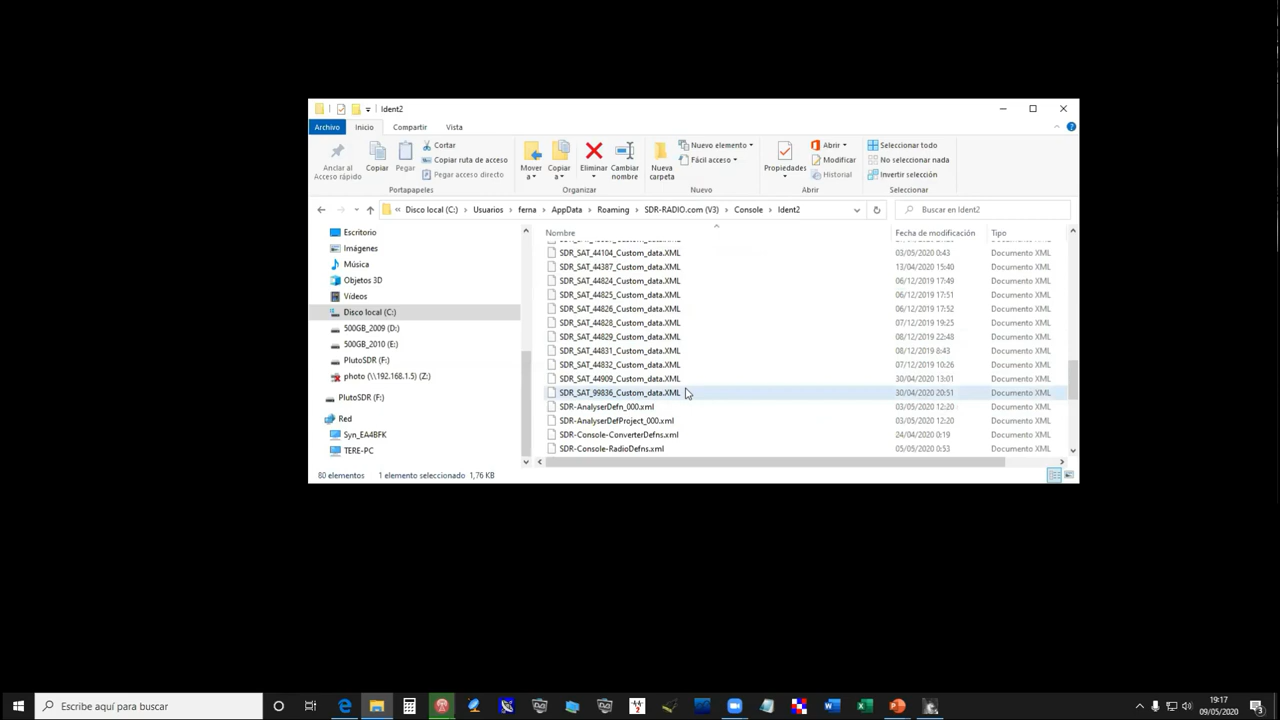 Ident2
Archivo Inicio Compartir Vista
Anclar al Acceso rápido
Copiar
Pegar
Cortar
Copiar ruta de acceso
Pegar acceso directo
Mover a
Copiar a
Eliminar
Cambiar nombre
Nueva carpeta
Nuevo elemento
Fácil acceso
Propiedades
Abrir
Modificar
Historial
Seleccionar todo
No seleccionar nada
Invertir selección
Portapapeles Organizar Nuevo Abrir Seleccionar
« Disco local (C:) > Usuarios > ferna > AppData > Roaming > SDR-RADIO.com (V3) > Console > Ident2
Buscar en Ident2
Escritorio
Imágenes
Música
Objetos 3D
Vídeos
Disco local (C:)
500GB_2009 (D:)
500GB_2010 (E:)
PlutoSDR (F:)
photo (\\192.168.1.5) (Z:)
PlutoSDR (F:)
Red
Syn_EA4BFK
TERE-PC
Nombre Fecha de modificación Tipo
SDR_SAT_44104_Custom_data.XML 03/05/2020 0:43 Documento XML
SDR_SAT_44387_Custom_data.XML 13/04/2020 15:40 Documento XML
SDR_SAT_44824_Custom_data.XML 06/12/2019 17:49 Documento XML
SDR_SAT_44825_Custom_data.XML 06/12/2019 17:51 Documento XML
SDR_SAT_44826_Custom_data.XML 06/12/2019 17:52 Documento XML
SDR_SAT_44828_Custom_data.XML 07/12/2019 19:25 Documento XML
SDR_SAT_44829_Custom_data.XML 08/12/2019 22:48 Documento XML
SDR_SAT_44831_Custom_data.XML 08/12/2019 8:43 Documento XML
SDR_SAT_44832_Custom_data.XML 07/12/2019 10:26 Documento XML
SDR_SAT_44909_Custom_data.XML 30/04/2020 13:01 Documento XML
SDR_SAT_99836_Custom_data.XML 30/04/2020 20:51 Documento XML
SDR-AnalyserDefn_000.xml 03/05/2020 12:20 Documento XML
SDR-AnalyserDefProject_000.xml 03/05/2020 12:20 Documento XML
SDR-Console-ConverterDefns.xml 24/04/2020 0:19 Documento XML
SDR-Console-RadioDefns.xml 05/05/2020 0:53 Documento XML
80 elementos 1 elemento seleccionado 1,76 KB
Escribe aquí para buscar
19:17
09/05/2020